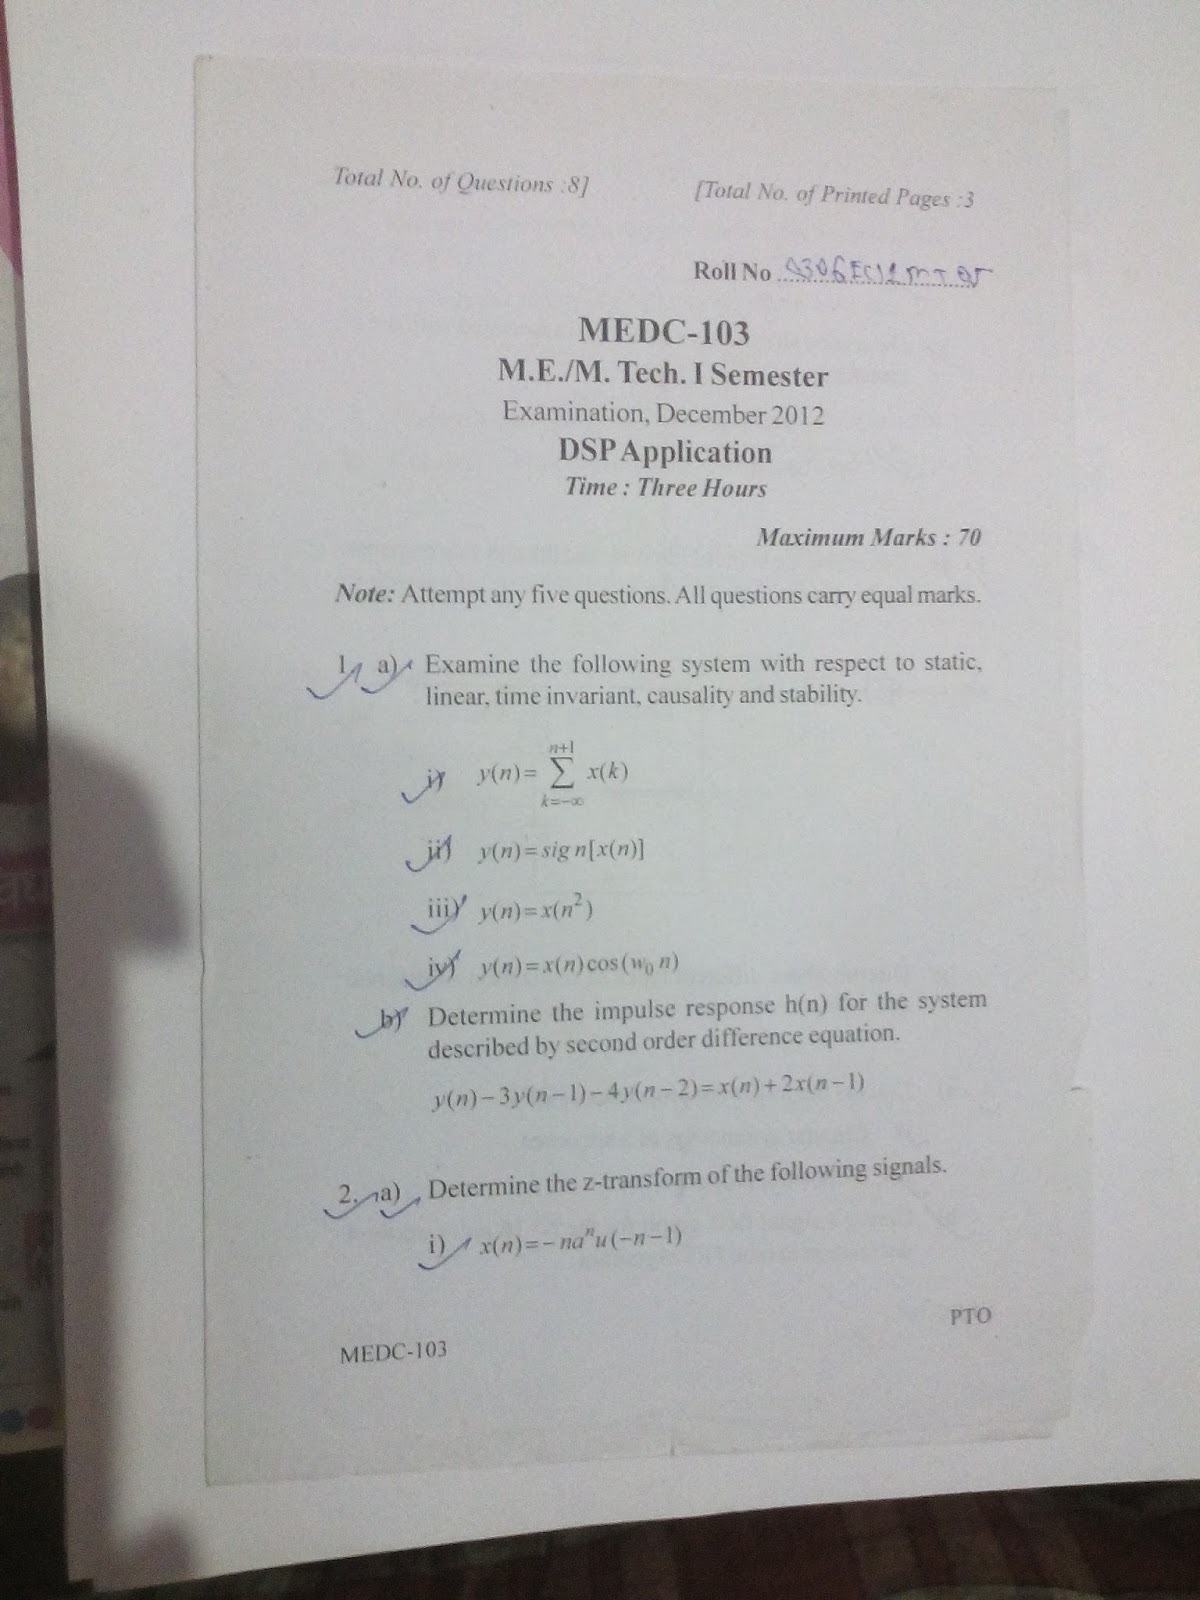 Total No. of Questions :8] [Total No. of Printed Pages :3
Roll No
MEDC-103
M.E./M. Tech. I Semester
Examination, December 2012
DSP Application
Time : Three Hours
Maximum Marks : 70
Note: Attempt any five questions. All questions carry equal marks.
1. a) Examine the following system with respect to static,
linear, time invariant, causality and stability.
i) y(n)= ∑_{k=-∞}^{n+1} x(k)
ii) y(n)=sig n[x(n)]
iii) y(n)=x(n²)
iv) y(n)=x(n)cos(w₀ n)
b) Determine the impulse response h(n) for the system
described by second order difference equation.
y(n)-3y(n-1)-4y(n-2)=x(n)+2x(n-1)
2. a) Determine the z-transform of the following signals.
i) x(n)=-naⁿu(-n-1)
PTO
MEDC-103